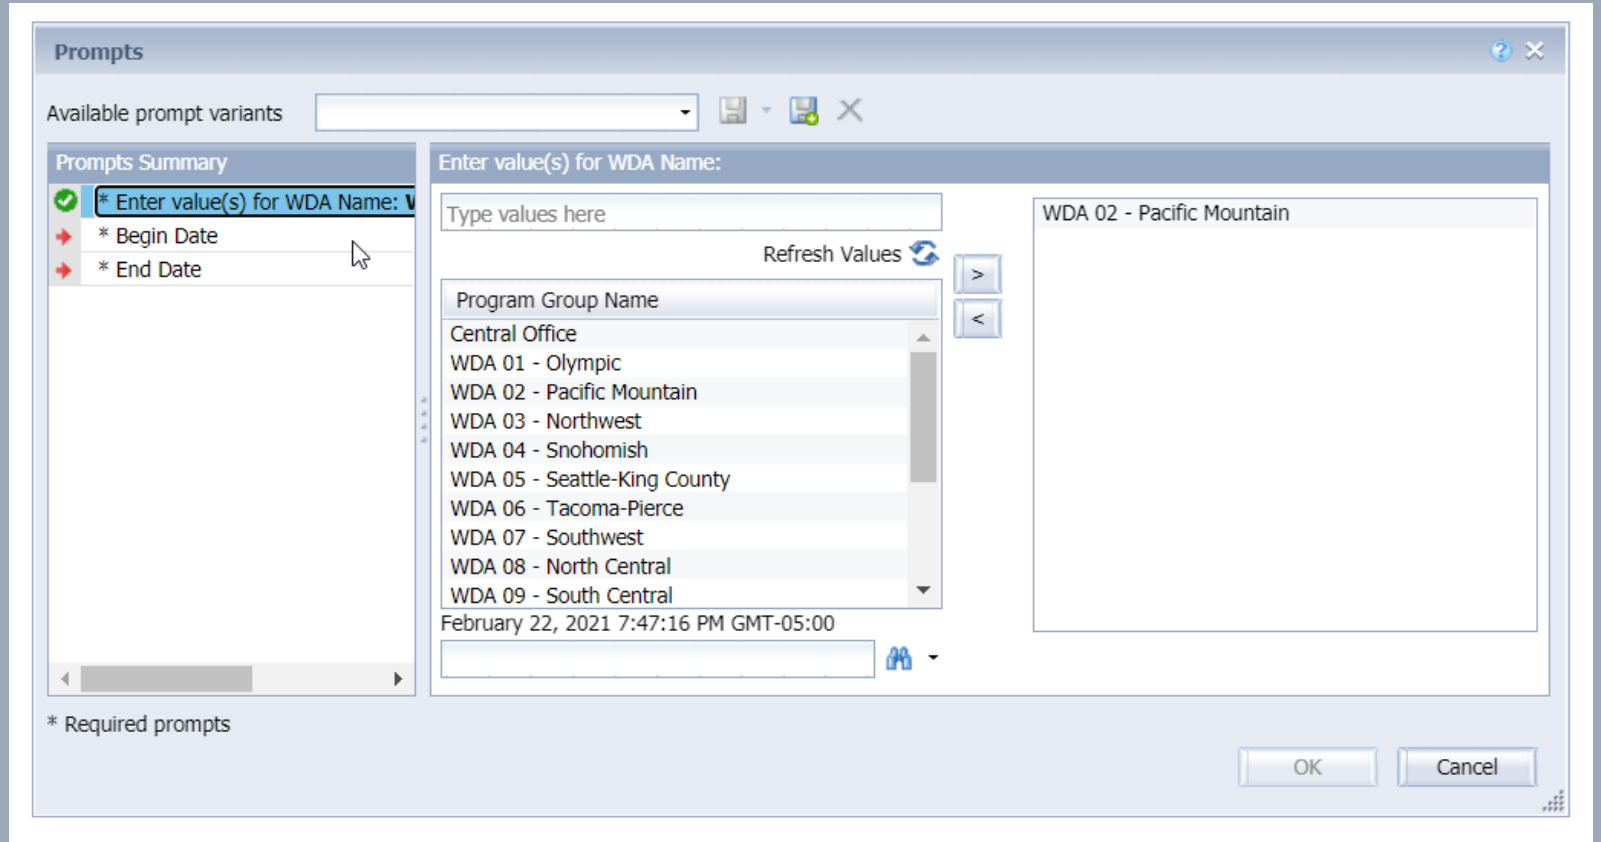 Prompts
Available prompt variants
Prompts Summary
* Enter value(s) for WDA Name:
* Begin Date
* End Date
Enter value(s) for WDA Name:
Type values here
Refresh Values
Program Group Name
Central Office
WDA 01 - Olympic
WDA 02 - Pacific Mountain
WDA 03 - Northwest
WDA 04 - Snohomish
WDA 05 - Seattle-King County
WDA 06 - Tacoma-Pierce
WDA 07 - Southwest
WDA 08 - North Central
WDA 09 - South Central
February 22, 2021 7:47:16 PM GMT-05:00
>
<
WDA 02 - Pacific Mountain
* Required prompts
OK
Cancel